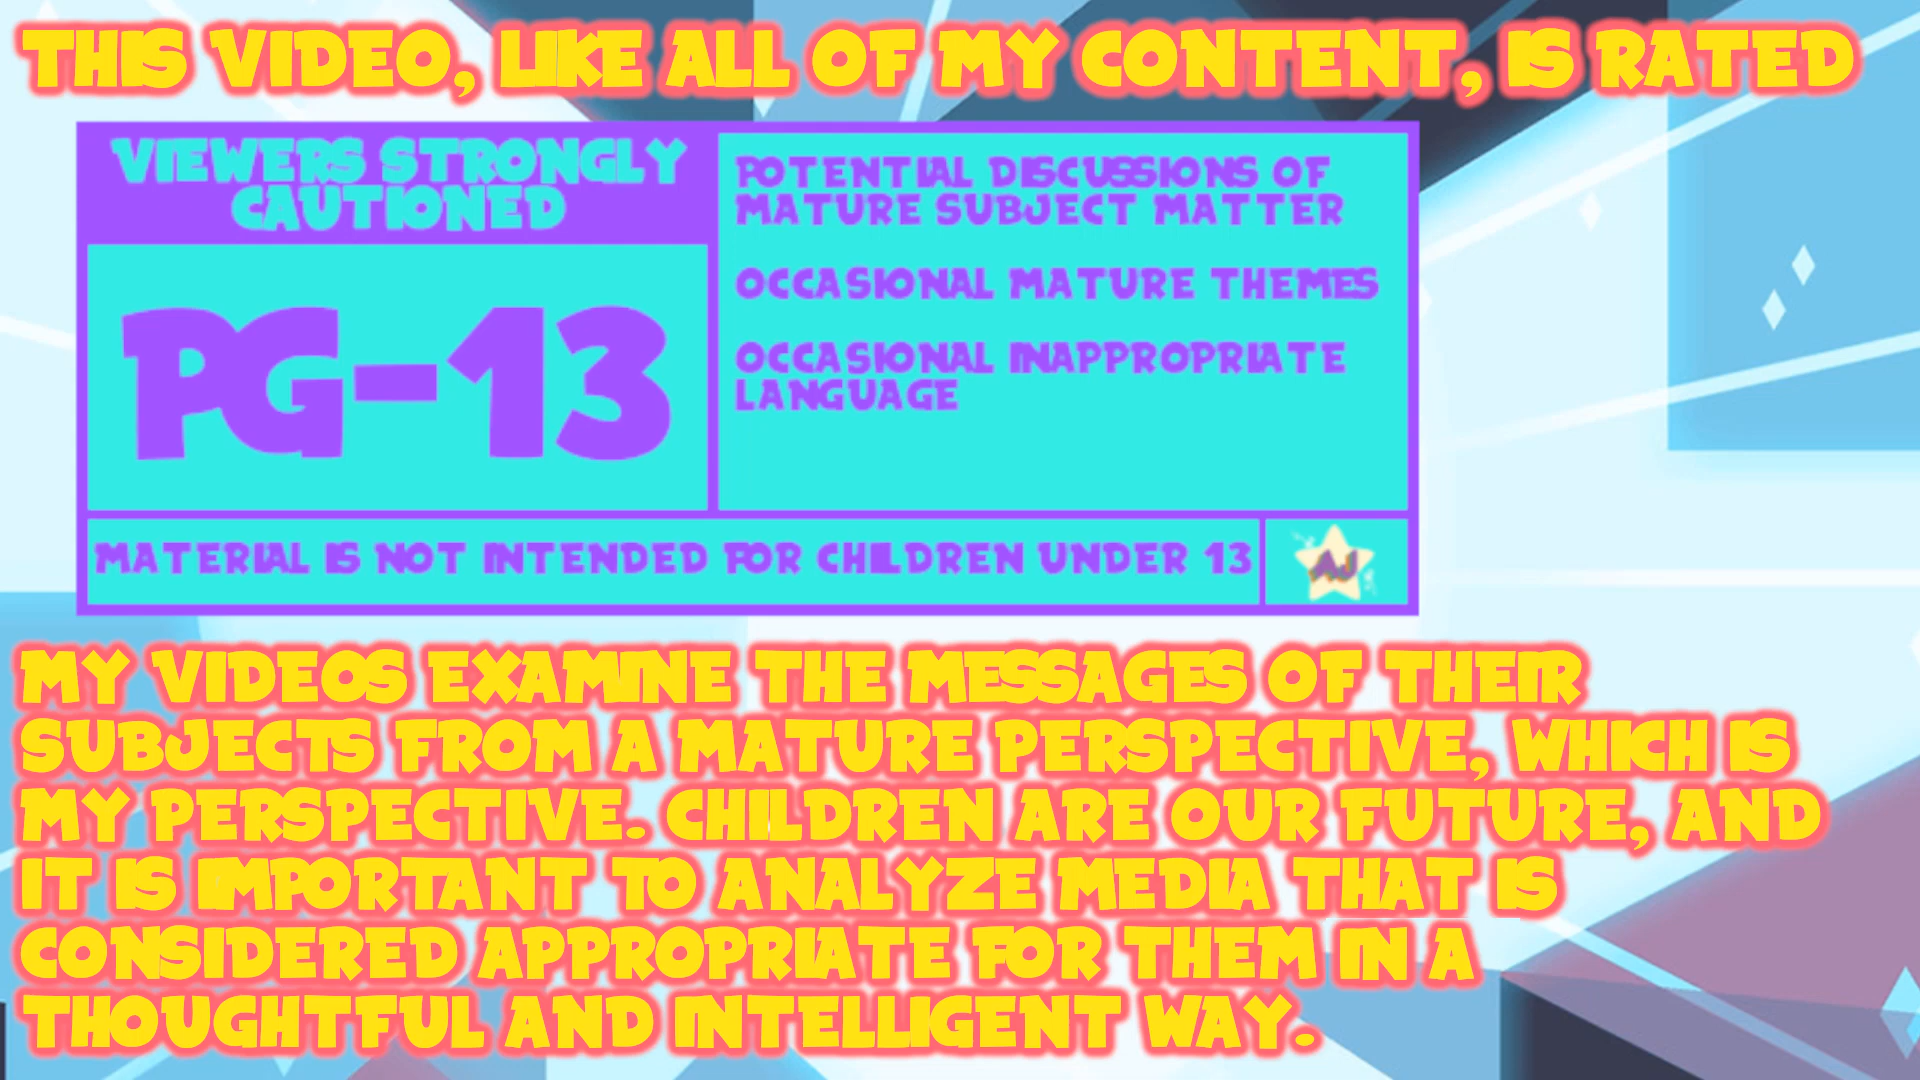 THIS VIDEO, LIKE ALL OF MY CONTENT, IS RATED
VIEWERS STRONGLY
CAUTIONED
PG-13
POTENTIAL DISCUSSIONS OF
MATURE SUBJECT MATTER
OCCASIONAL MATURE THEMES
OCCASIONAL INAPPROPRIATE
LANGUAGE
MATERIAL IS NOT INTENDED FOR CHILDREN UNDER 13
AJ
MY VIDEOS EXAMINE THE MESSAGES OF THEIR
SUBJECTS FROM A MATURE PERSPECTIVE, WHICH IS
MY PERSPECTIVE. CHILDREN ARE OUR FUTURE, AND
IT IS IMPORTANT TO ANALYZE MEDIA THAT IS
CONSIDERED APPROPRIATE FOR THEM IN A
THOUGHTFUL AND INTELLIGENT WAY.